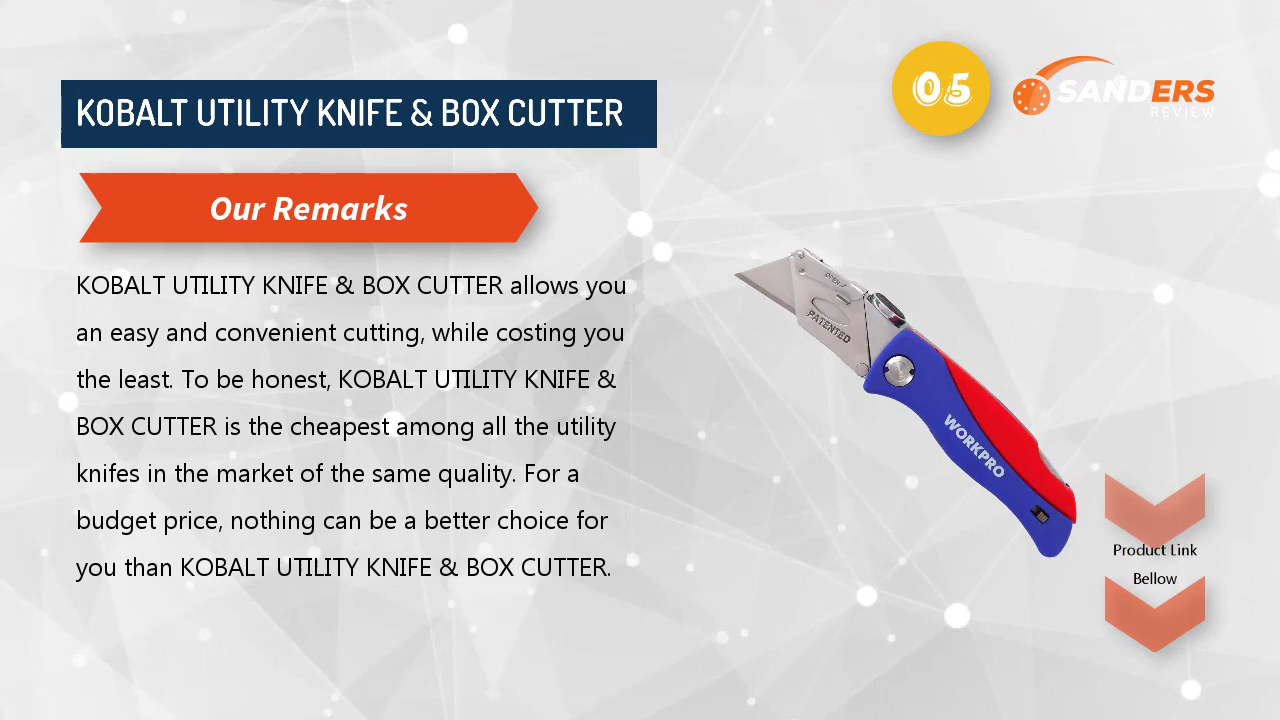 KOBALT UTILITY KNIFE & BOX CUTTER
05
SANDERS
REVIEW
Our Remarks
KOBALT UTILITY KNIFE & BOX CUTTER allows you
an easy and convenient cutting, while costing you
the least. To be honest, KOBALT UTILITY KNIFE &
BOX CUTTER is the cheapest among all the utility
knifes in the market of the same quality. For a
budget price, nothing can be a better choice for
you than KOBALT UTILITY KNIFE & BOX CUTTER.
OPEN
PATENTED
WORKPRO
Product Link
Bellow